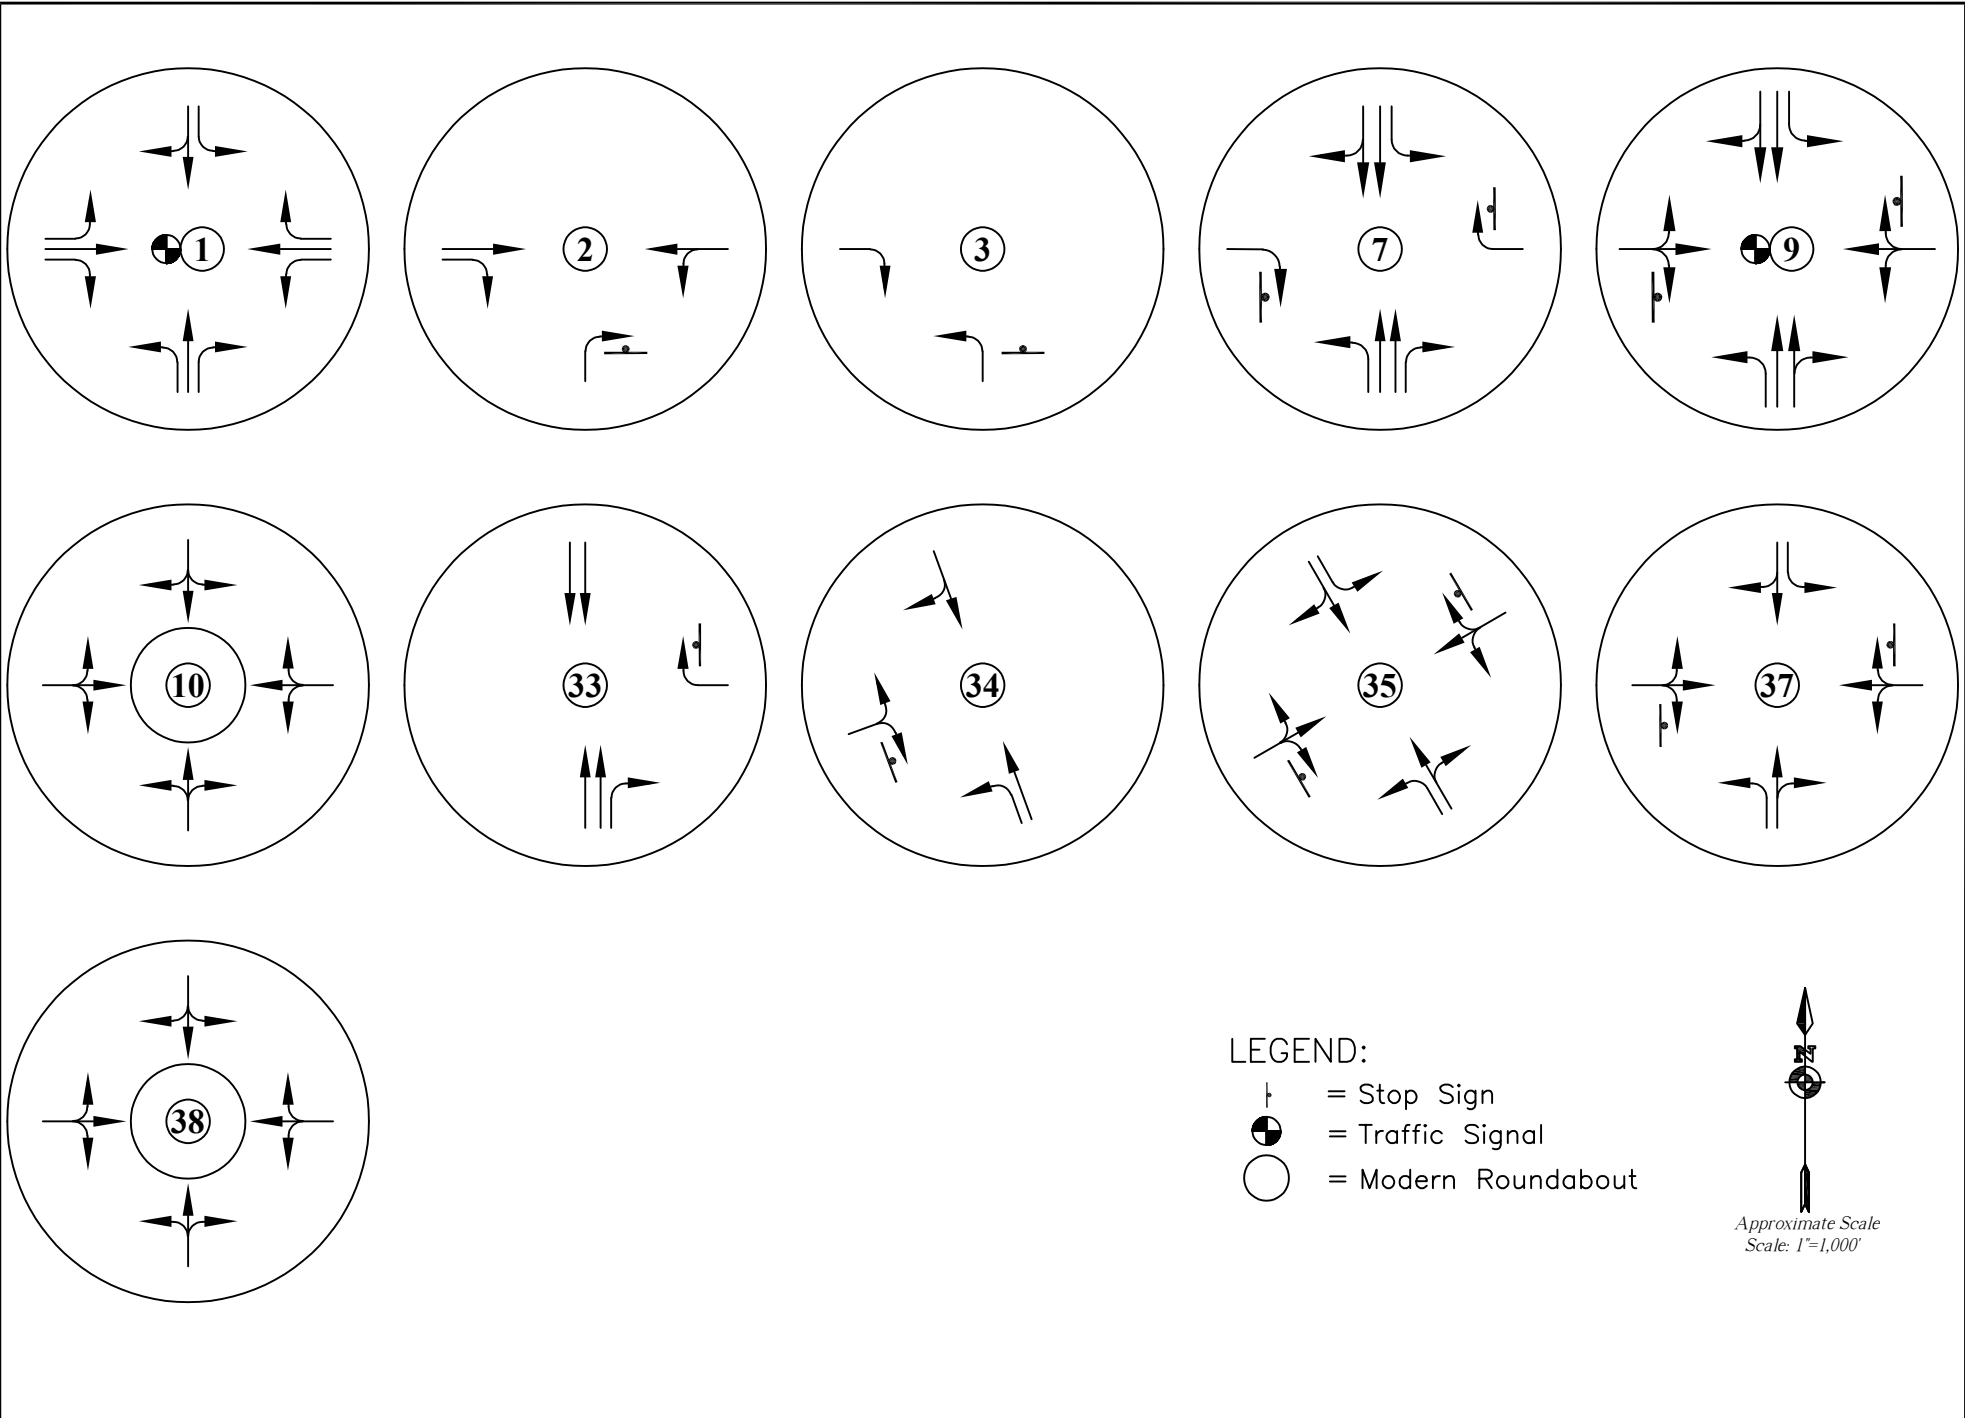 1
2
3
7
9
10
33
34
35
37
38
LEGEND:
= Stop Sign
= Traffic Signal
= Modern Roundabout
N
Approximate Scale
Scale: 1"=1,000'